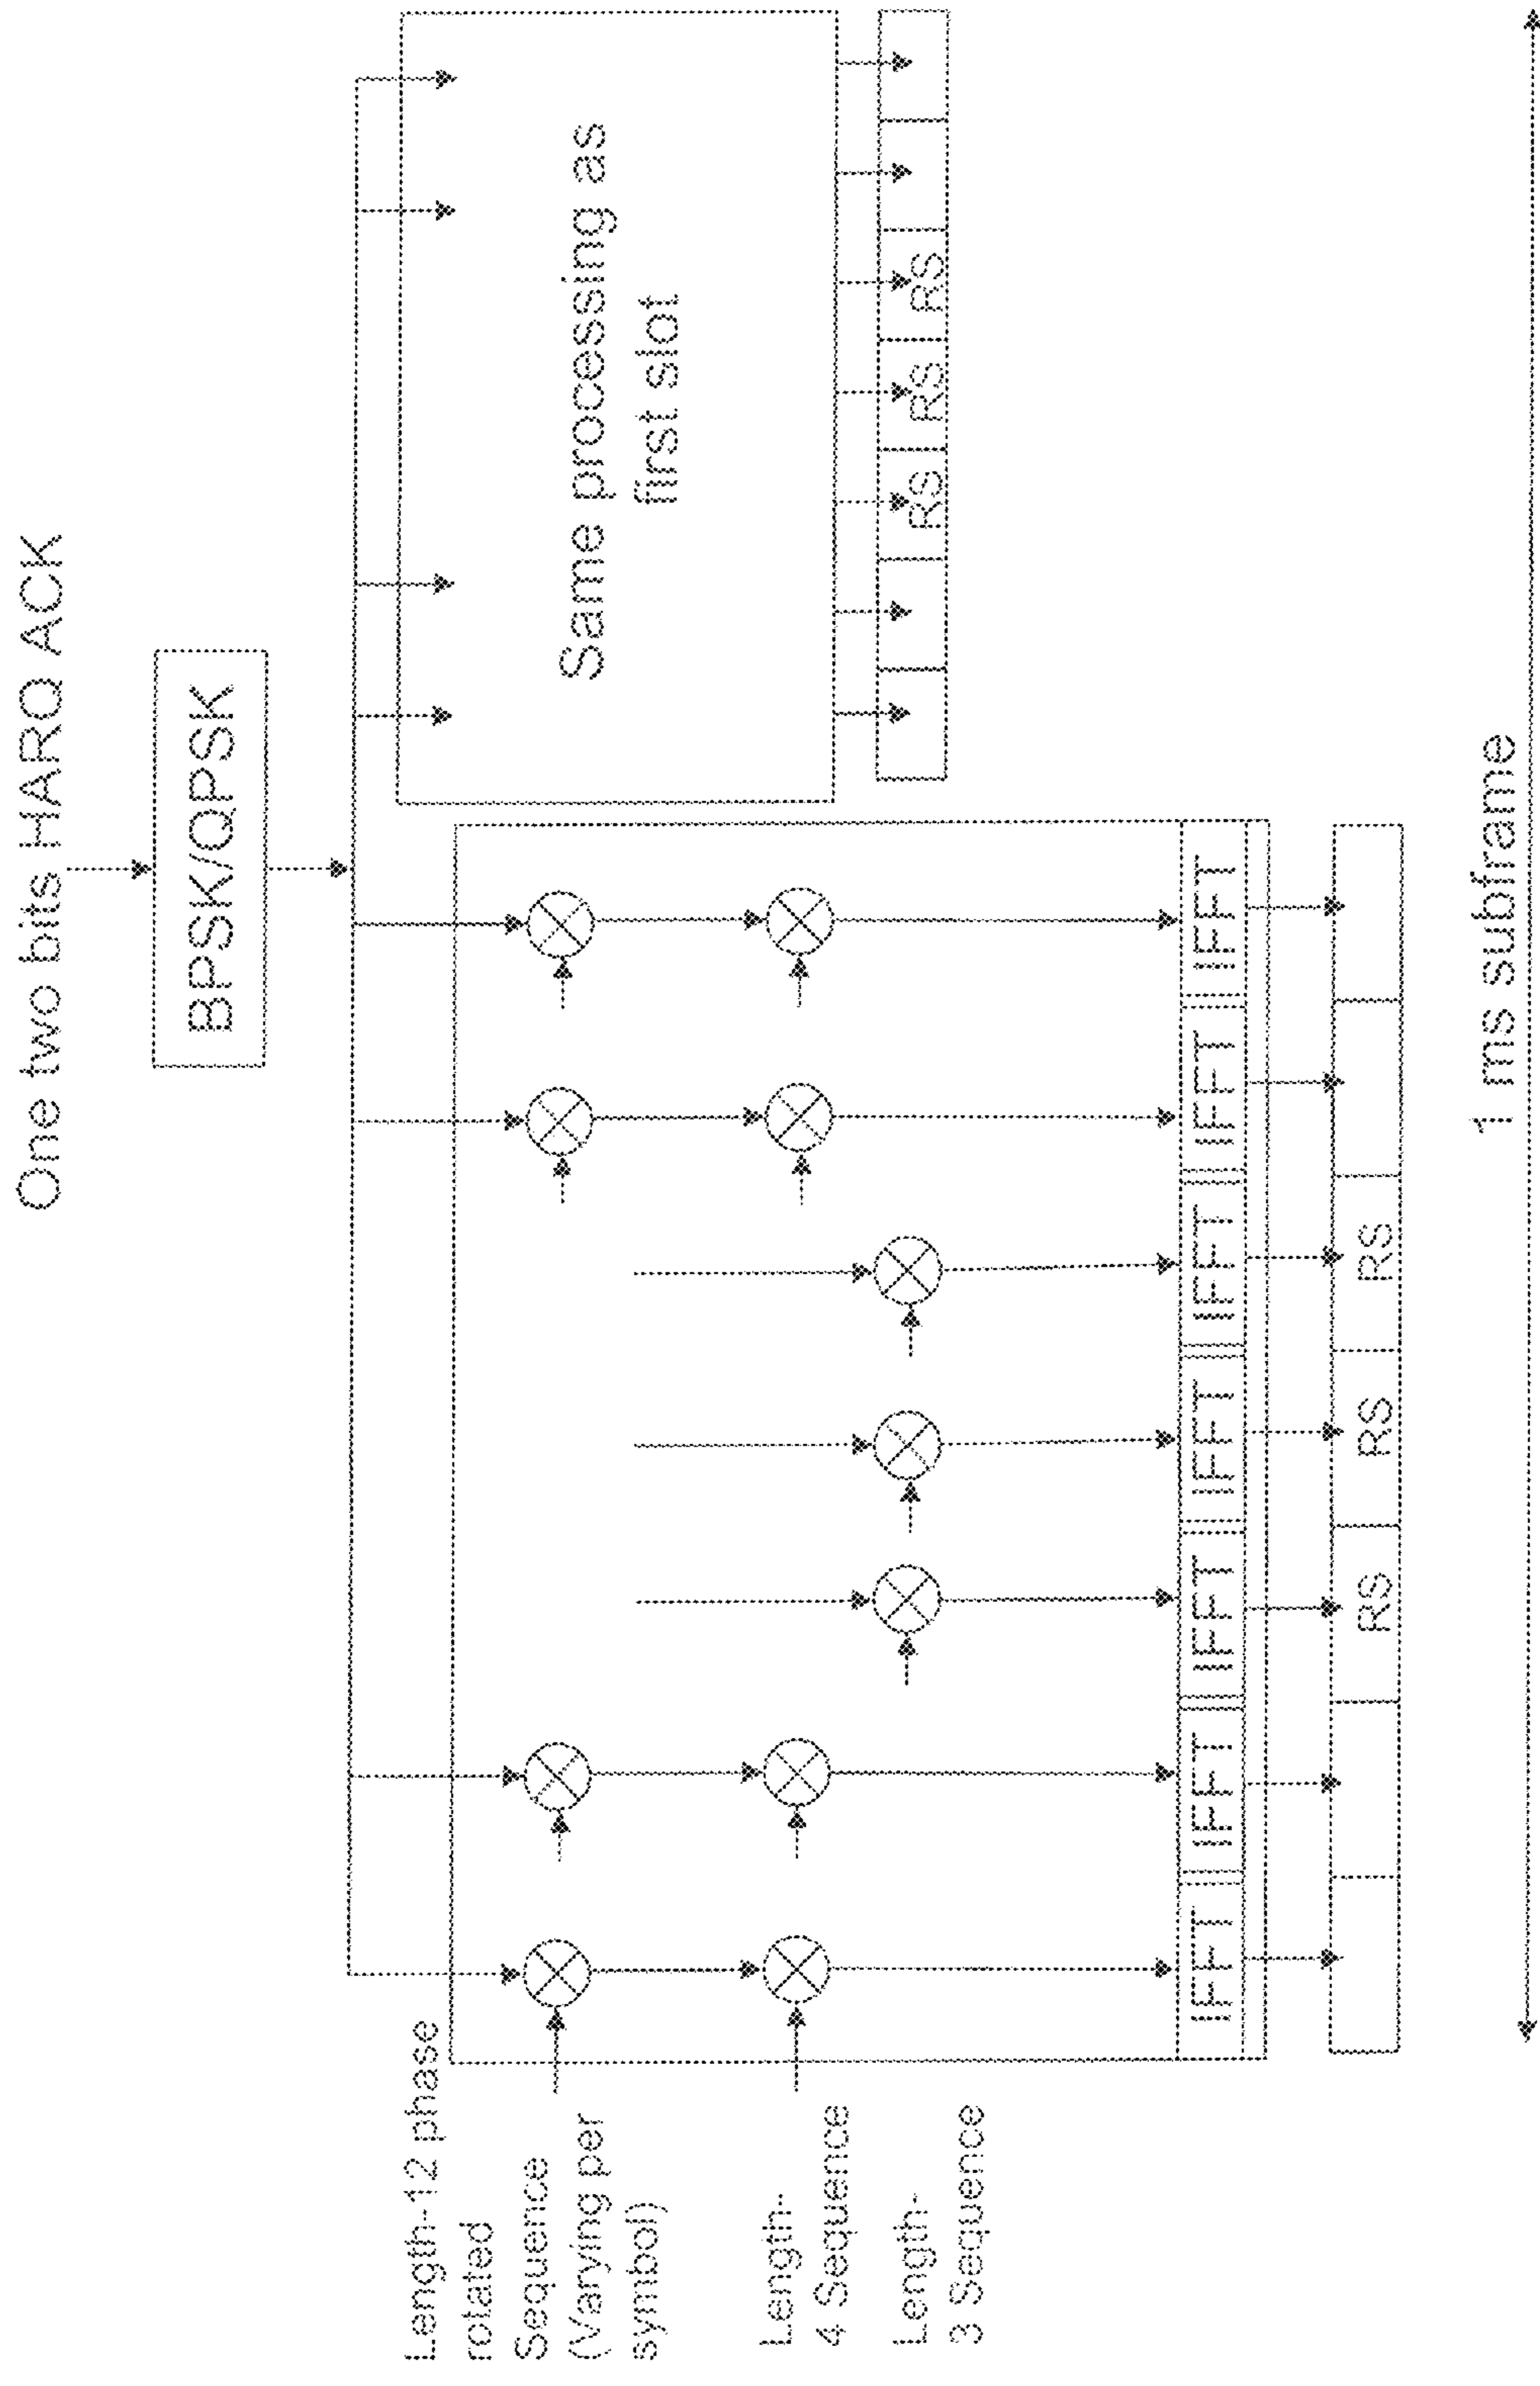 One two bits HARQ ACK
BPSK/QPSK
Length-12 phase
rotated
Sequence
(Varying per
symbol)
Length-
4 Sequence
Length-
3 Sequence
Same processing as
first slot
IFFT
IFFT
IFFT
IFFT
IFFT
IFFT
IFFT
RS
RS
RS
RS
RS
RS
1 ms subframe